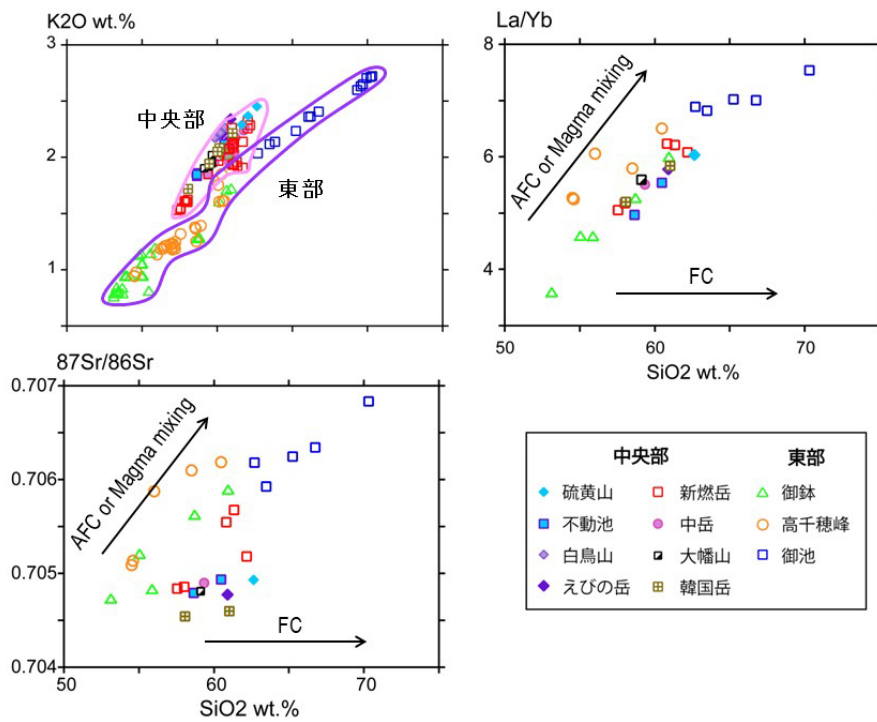 K2O wt.%
3
2
1
中央部
東部
La/Yb
8
6
4
AFC or Magma mixing
FC
50
60
70
SiO2 wt.%
87Sr/86Sr
0.707
0.706
0.705
0.704
AFC or Magma mixing
FC
50
60
70
SiO2 wt.%
中央部 東部
硫黄山 新燃岳 御鉢
不動池 中岳 高千穂峰
白鳥山 大幡山 御池
えびの岳 韓国岳